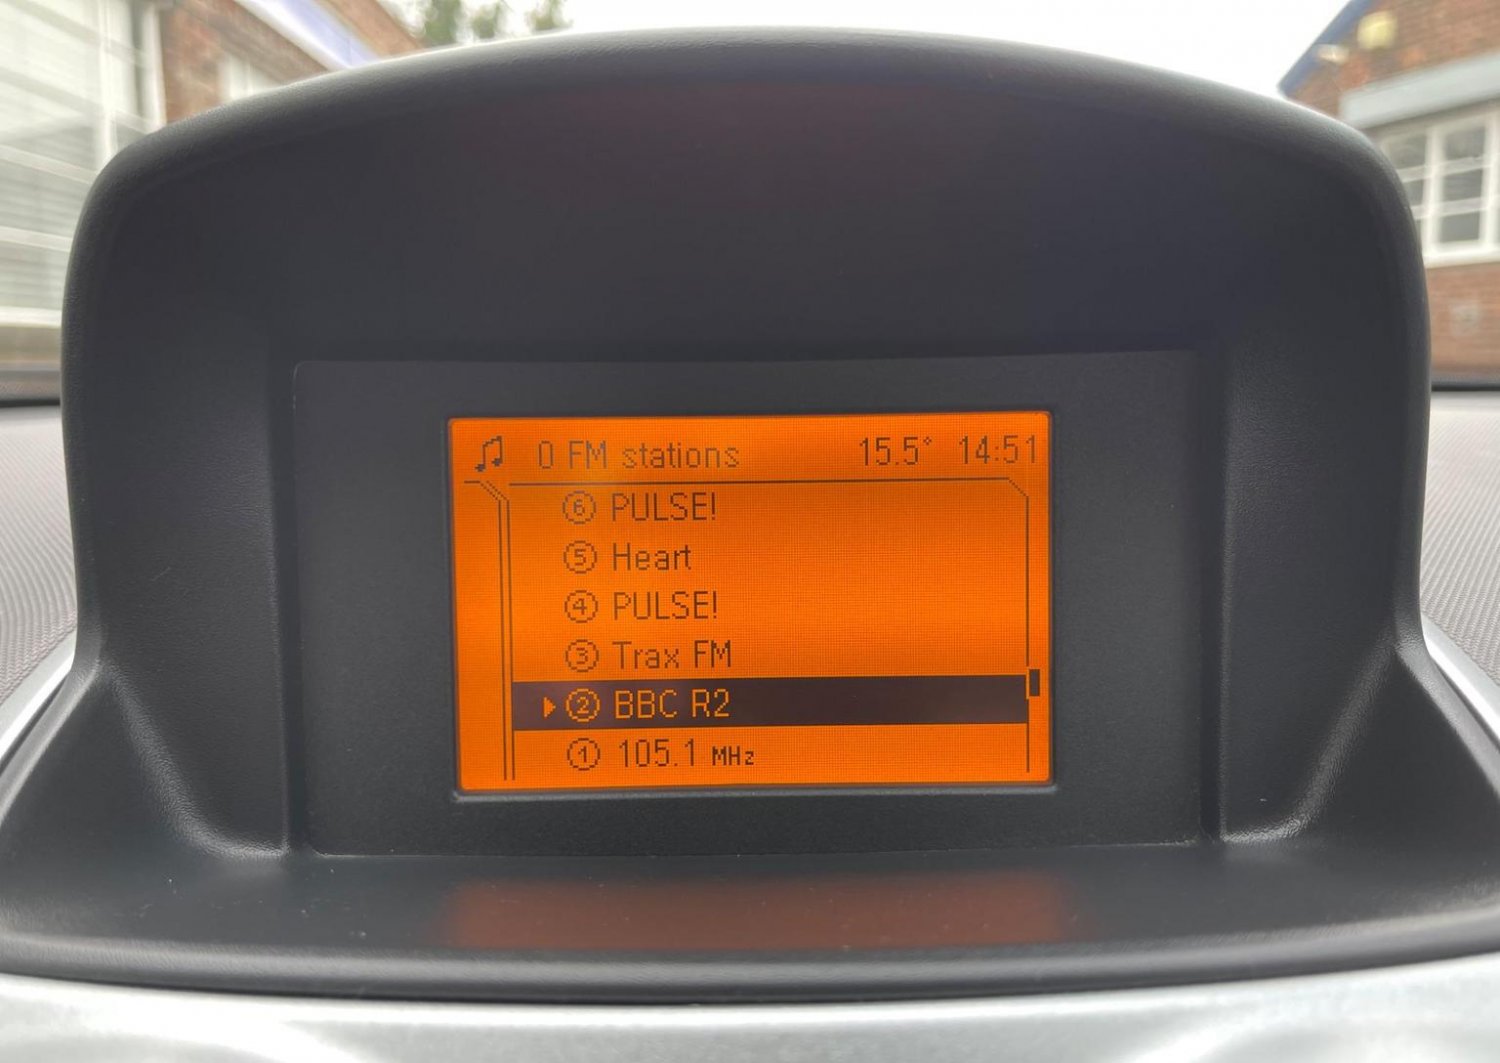 0 FM stations 15.5° 14:51
⑥ PULSE!
⑤ Heart
④ PULSE!
③ Trax FM
② BBC R2
① 105.1 MHz